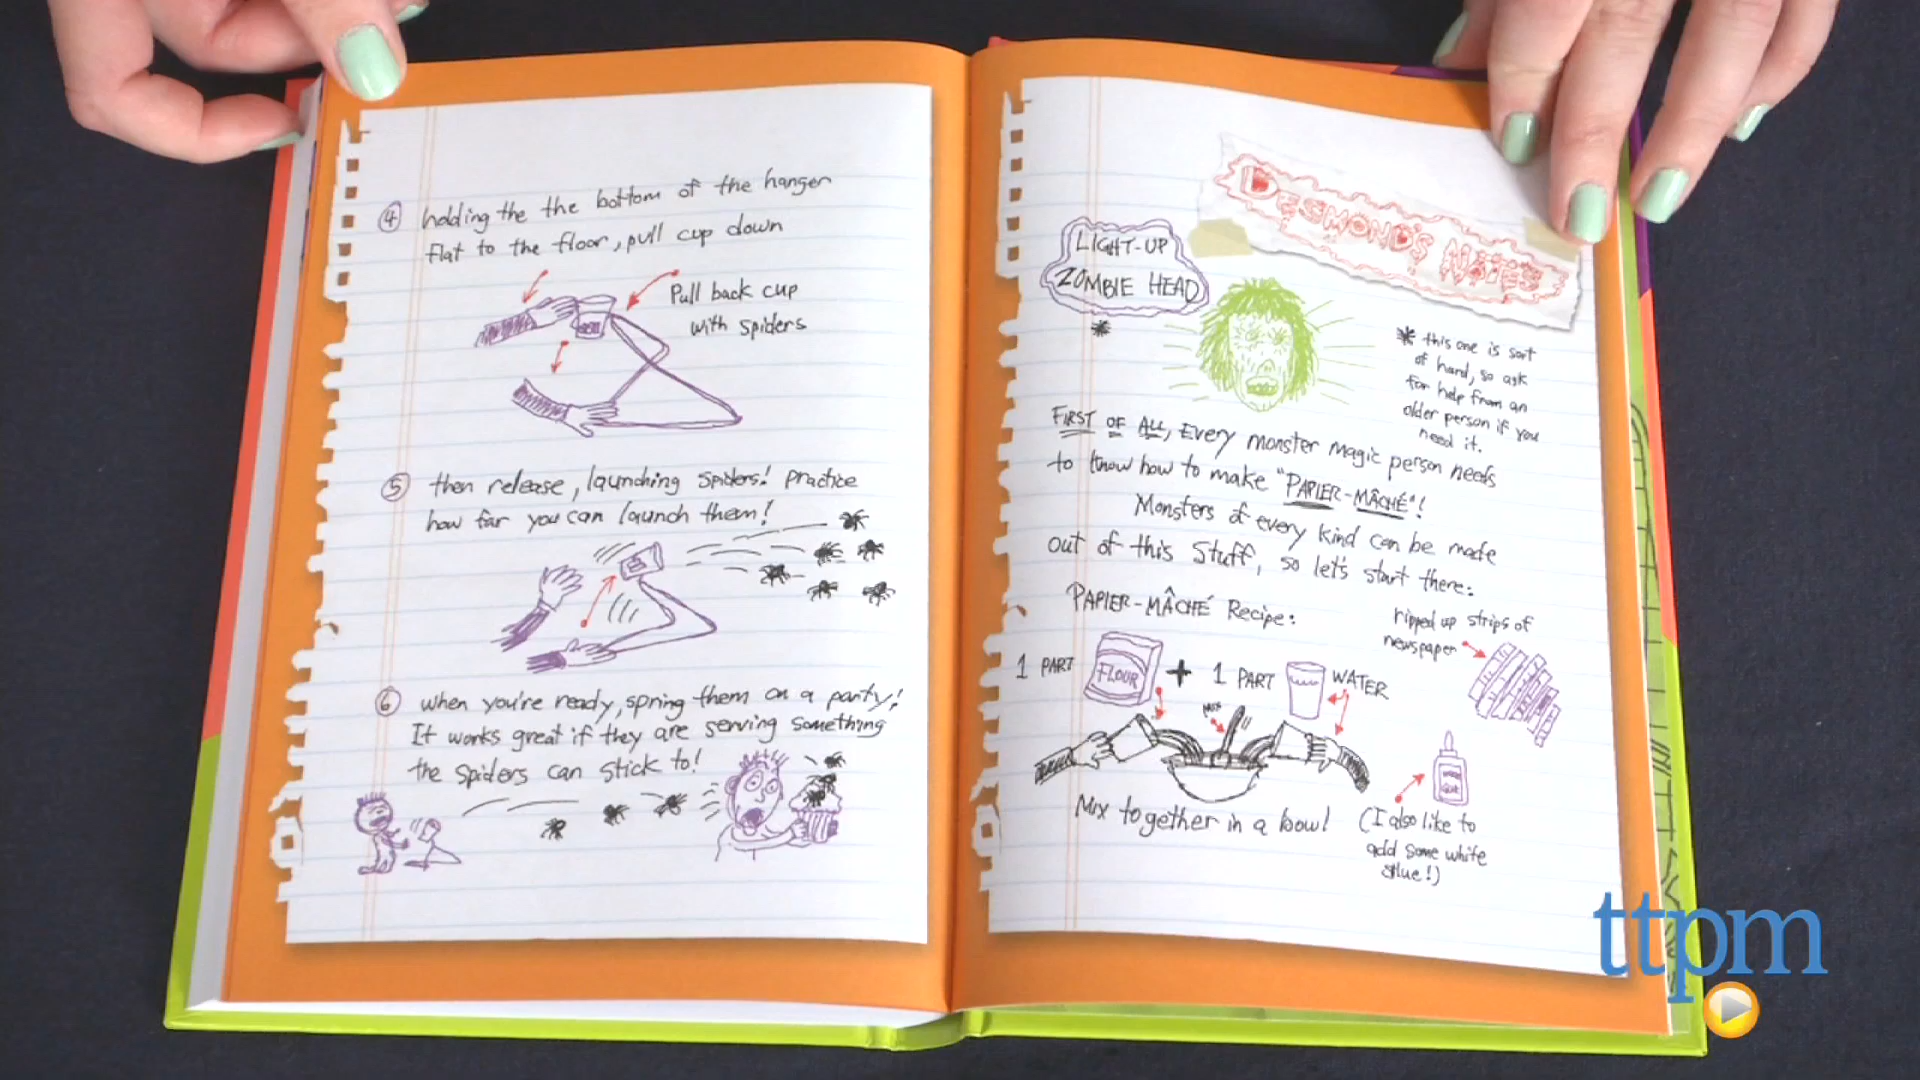 4 holding the the bottom of the hanger
flat to the floor, pull cup down
Pull back cup
with spiders
5 then release, launching spiders! practice
how far you can launch them!
6 when you're ready, spring them on a party!
It works great if they are serving something
the spiders can stick to!
DESMOND'S NOTES
LIGHT-UP
ZOMBIE HEAD
*
* this one is sort
of hard, so ask
for help from an
older person if you
need it.
FIRST OF ALL, Every monster magic person needs
to know how to make "PAPIER-MÂCHÉ"!
Monsters of every kind can be made
out of this stuff, so let's start there:
PAPIER-MÂCHÉ Recipe:
ripped up strips of
newspaper
1 PART FLOUR + 1 PART WATER
MIX
Mix together in a bowl
(I also like to
add some white
glue!)
ttpm